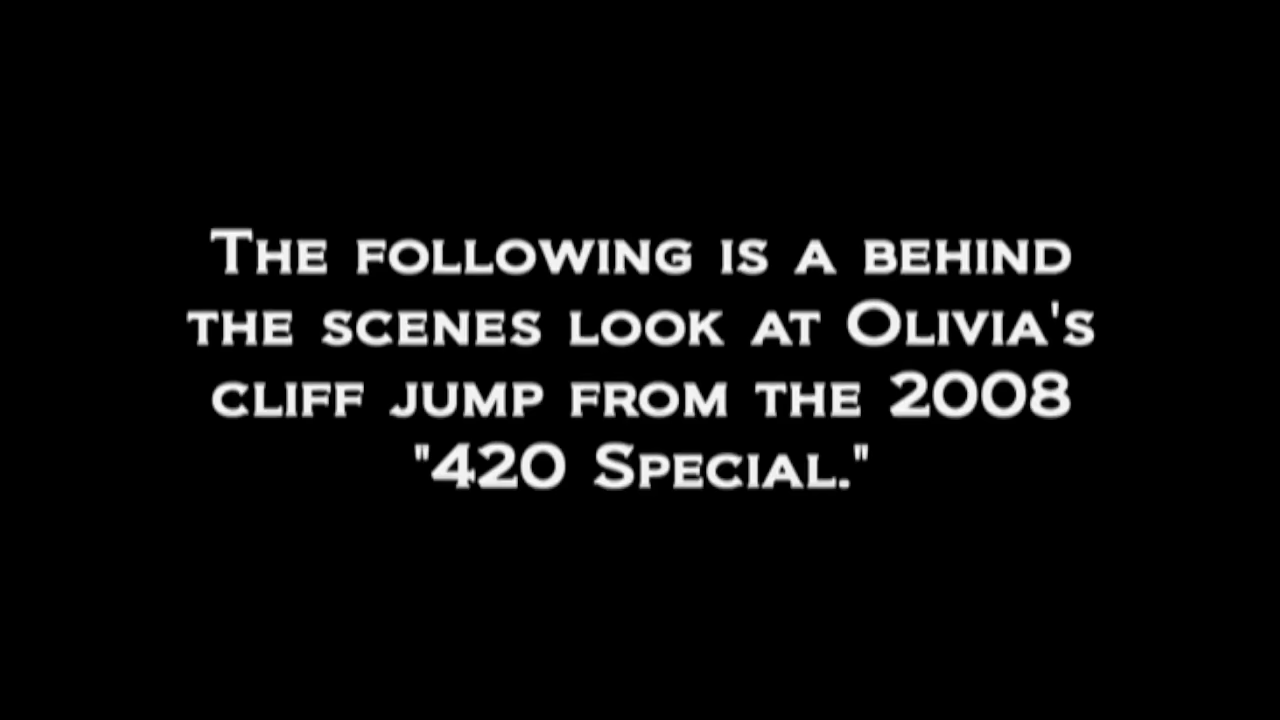 The following is a behind
the scenes look at Olivia's
cliff jump from the 2008
"420 Special."